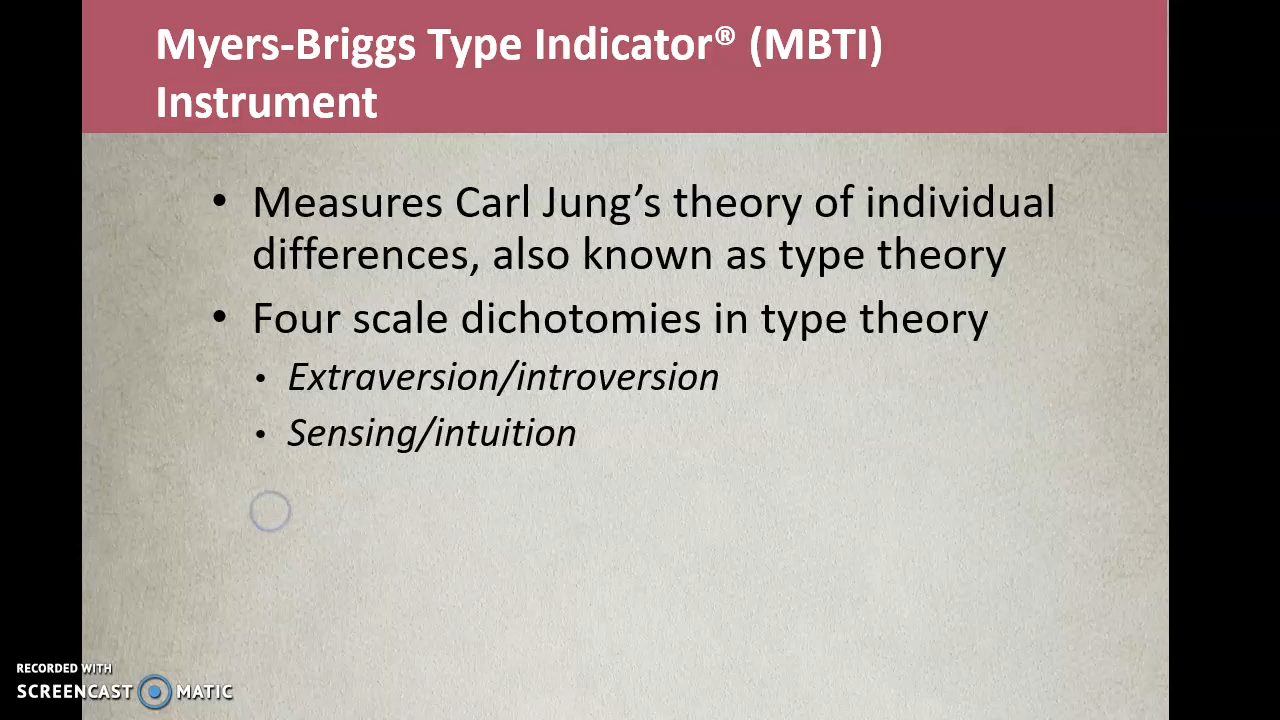 Myers-Briggs Type Indicator® (MBTI)
Instrument
• Measures Carl Jung’s theory of individual
differences, also known as type theory
• Four scale dichotomies in type theory
• Extraversion/introversion
• Sensing/intuition
RECORDED WITH
SCREENCAST MATIC